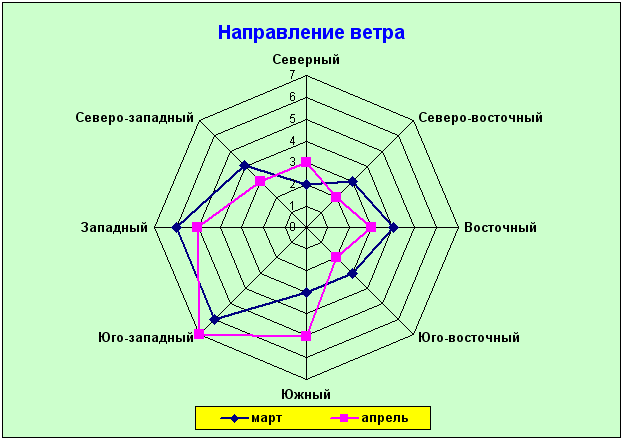 Направление ветра
Северный
7
6
5
4
3
2
1
0
Северо-западный
Северо-восточный
Западный
Восточный
Юго-западный
Юго-восточный
Южный
март апрель